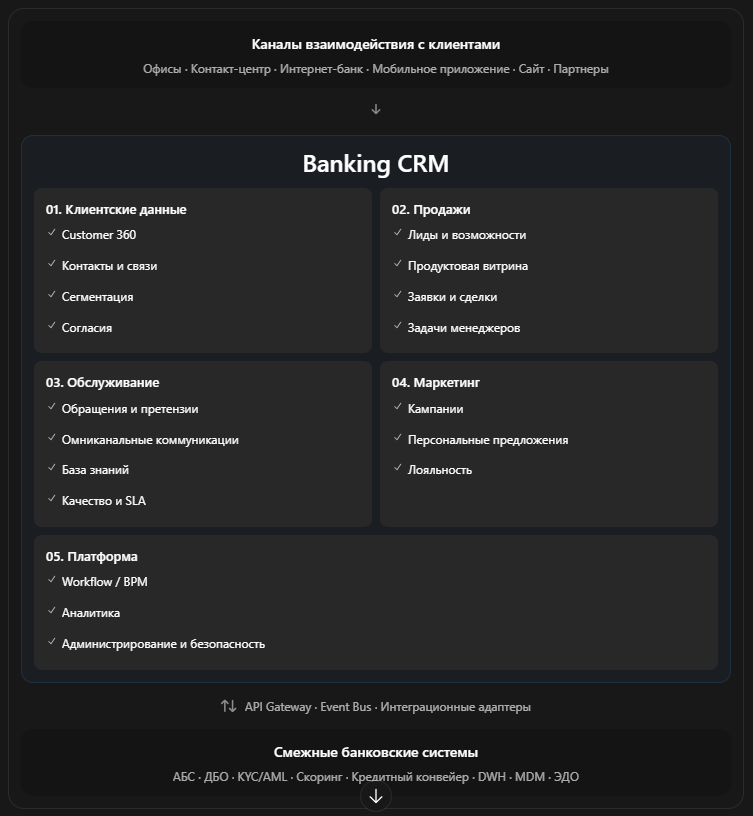 Каналы взаимодействия с клиентами
Офисы · Контакт-центр · Интернет-банк · Мобильное приложение · Сайт · Партнеры
Banking CRM
01. Клиентские данные
Customer 360
Контакты и связи
Сегментация
Согласия
02. Продажи
Лиды и возможности
Продуктовая витрина
Заявки и сделки
Задачи менеджеров
03. Обслуживание
Обращения и претензии
Омниканальные коммуникации
База знаний
Качество и SLA
04. Маркетинг
Кампании
Персональные предложения
Лояльность
05. Платформа
Workflow / BPM
Аналитика
Администрирование и безопасность
API Gateway · Event Bus · Интеграционные адаптеры
Смежные банковские системы
АБС · ДБО · KYC/AML · Скоринг · Кредитный конвейер · DWH · MDM · ЭДО